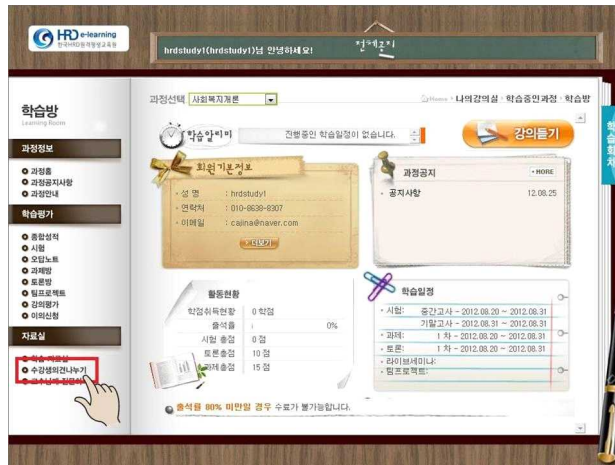 HRD e-learning
한국HRD원격평생교육원
hrdstudy1(hrdstudy1)님 안녕하세요!
전체공지
학습방
Learning Room
과정선택 사회복지개론
Home > 나의강의실 > 학습중인과정 > 학습방
학습알리미 진행중인 학습일정이 없습니다.
강의듣기
학습회차
과정정보
과정홈
과정공지사항
과정안내
학습평가
종합성적
시험
오답노트
과제방
토론방
팀프로젝트
강의평가
이의신청
자료실
학습 자료실
수강생의견나누기
회원기본정보
성 명 : hrdstudy1
연락처 : 010-8638-8307
이메일 : cajina@naver.com
더보기
과정공지
MORE
공지사항 12.08.25
활동현황
학점취득현황 0 학점
출석율 0%
시험 총점 0 점
토론총점 10 점
과제총점 15 점
학습일정
시험: 중간고사 - 2012.08.20 ~ 2012.08.31
기말고사 - 2012.08.31 ~ 2012.08.31
과제: 1 차 - 2012.08.20 ~ 2012.08.31
토론: 1 차 - 2012.08.20 ~ 2012.08.31
라이브세미나:
팀프로젝트:
출석률 80% 미만일 경우 수료가 불가능합니다.